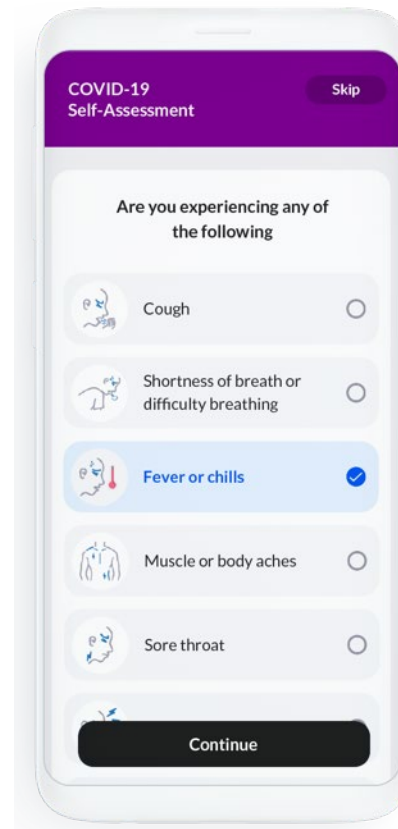 COVID-19
Self-Assessment
Skip
Are you experiencing any of
the following
Cough
Shortness of breath or
difficulty breathing
Fever or chills
Muscle or body aches
Sore throat
Continue